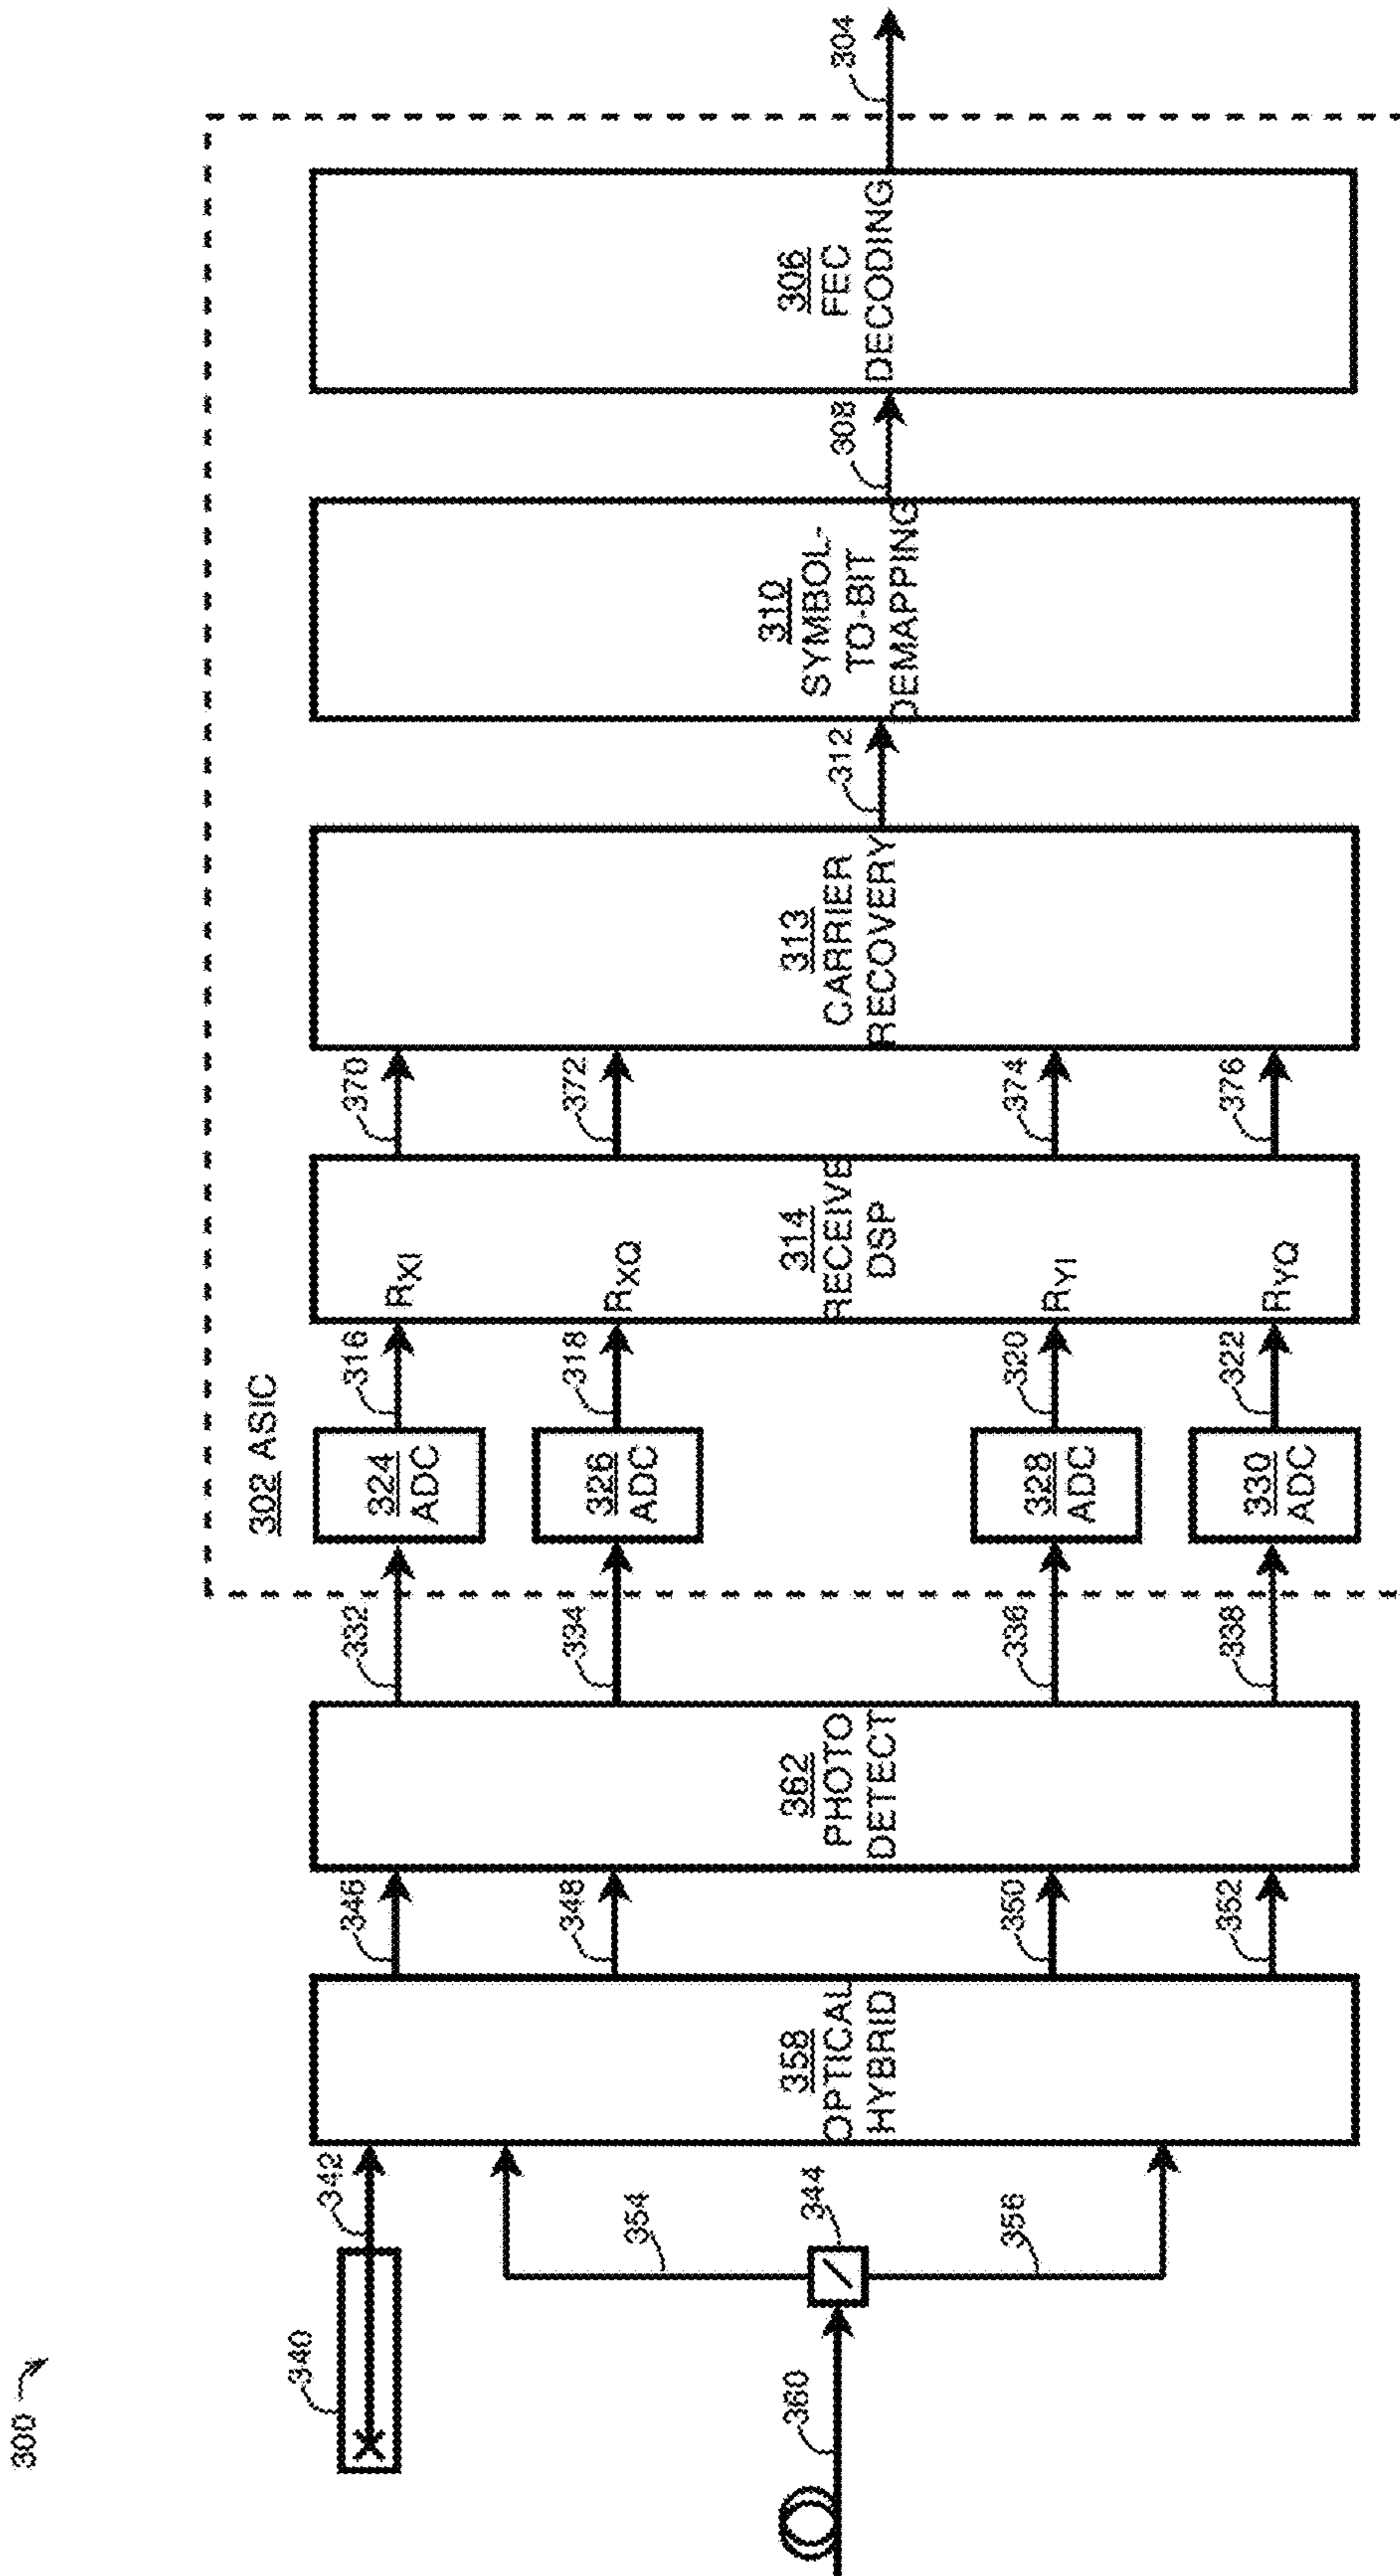 300
340
342
360
344
354
356
358
OPTICAL
HYBRID
346
348
350
352
362
PHOTO
DETECT
332
334
336
338
302 ASIC
324
ADC
326
ADC
328
ADC
330
ADC
316
318
320
322
RXI
RXQ
RYI
RYQ
314
RECEIVE
DSP
370
372
374
376
313
CARRIER
RECOVERY
312
310
SYMBOL-
TO-BIT
DEMAPPING
308
306
FEC
DECODING
304